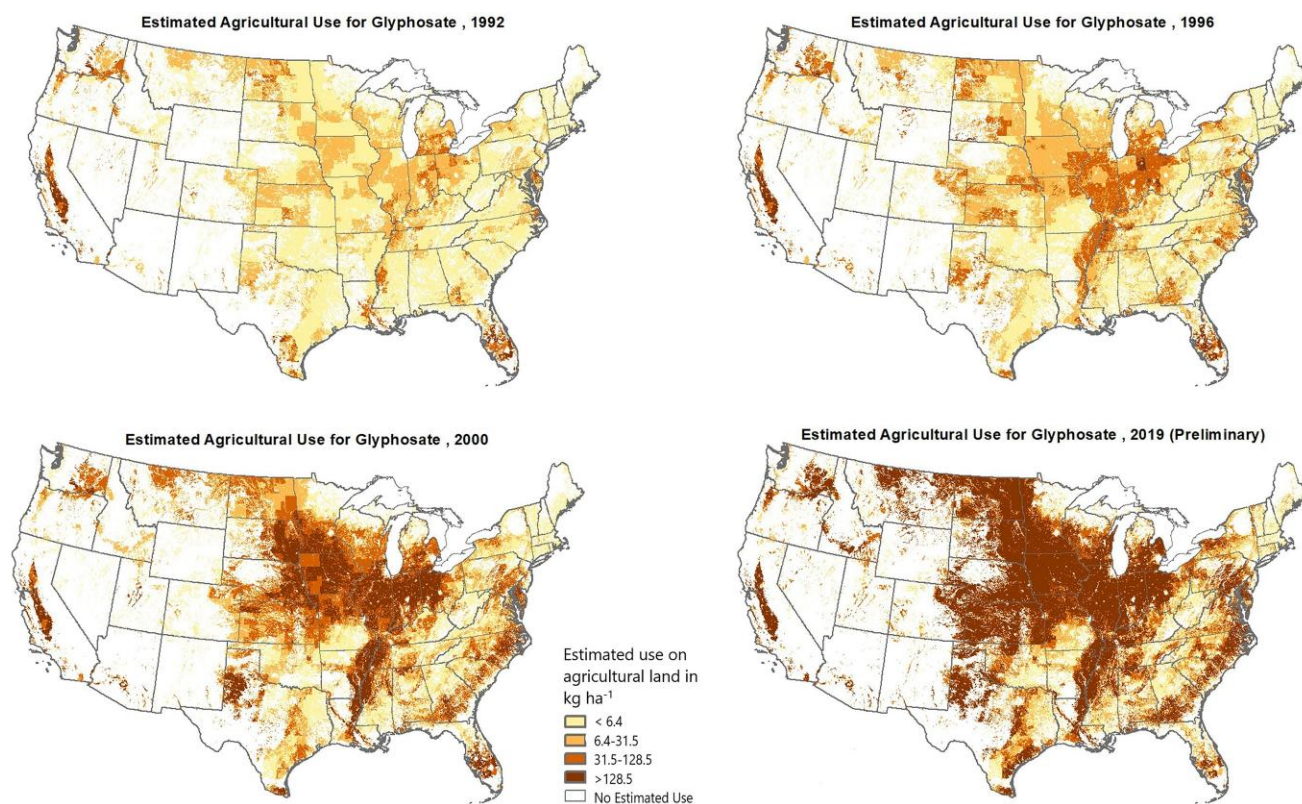 Estimated Agricultural Use for Glyphosate , 1992
Estimated Agricultural Use for Glyphosate , 1996
Estimated Agricultural Use for Glyphosate , 2000
Estimated Agricultural Use for Glyphosate , 2019 (Preliminary)
Estimated use on
agricultural land in
kg ha⁻¹
< 6.4
6.4-31.5
31.5-128.5
>128.5
No Estimated Use